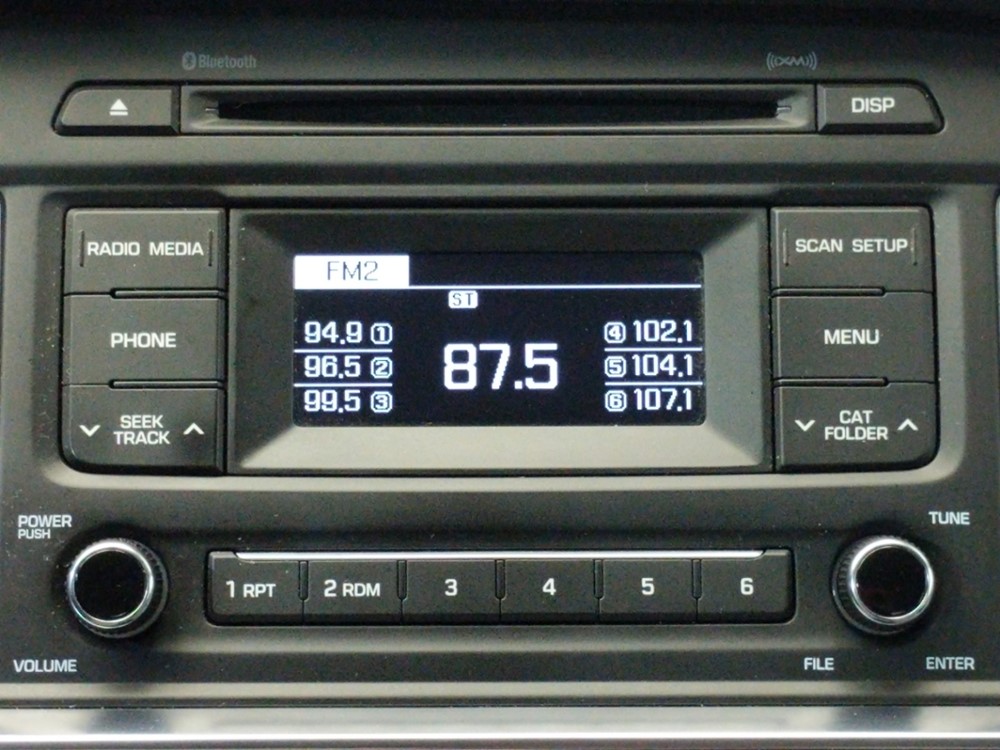 Bluetooth
((XM))
DISP
RADIO MEDIA
SCAN SETUP
FM2
ST
94.9 1
4 102.1
PHONE
96.5 2
87.5
5 104.1
MENU
99.5 3
6 107.1
SEEK
TRACK
CAT
FOLDER
POWER
PUSH
TUNE
1 RPT
2 RDM
3
4
5
6
VOLUME
FILE
ENTER